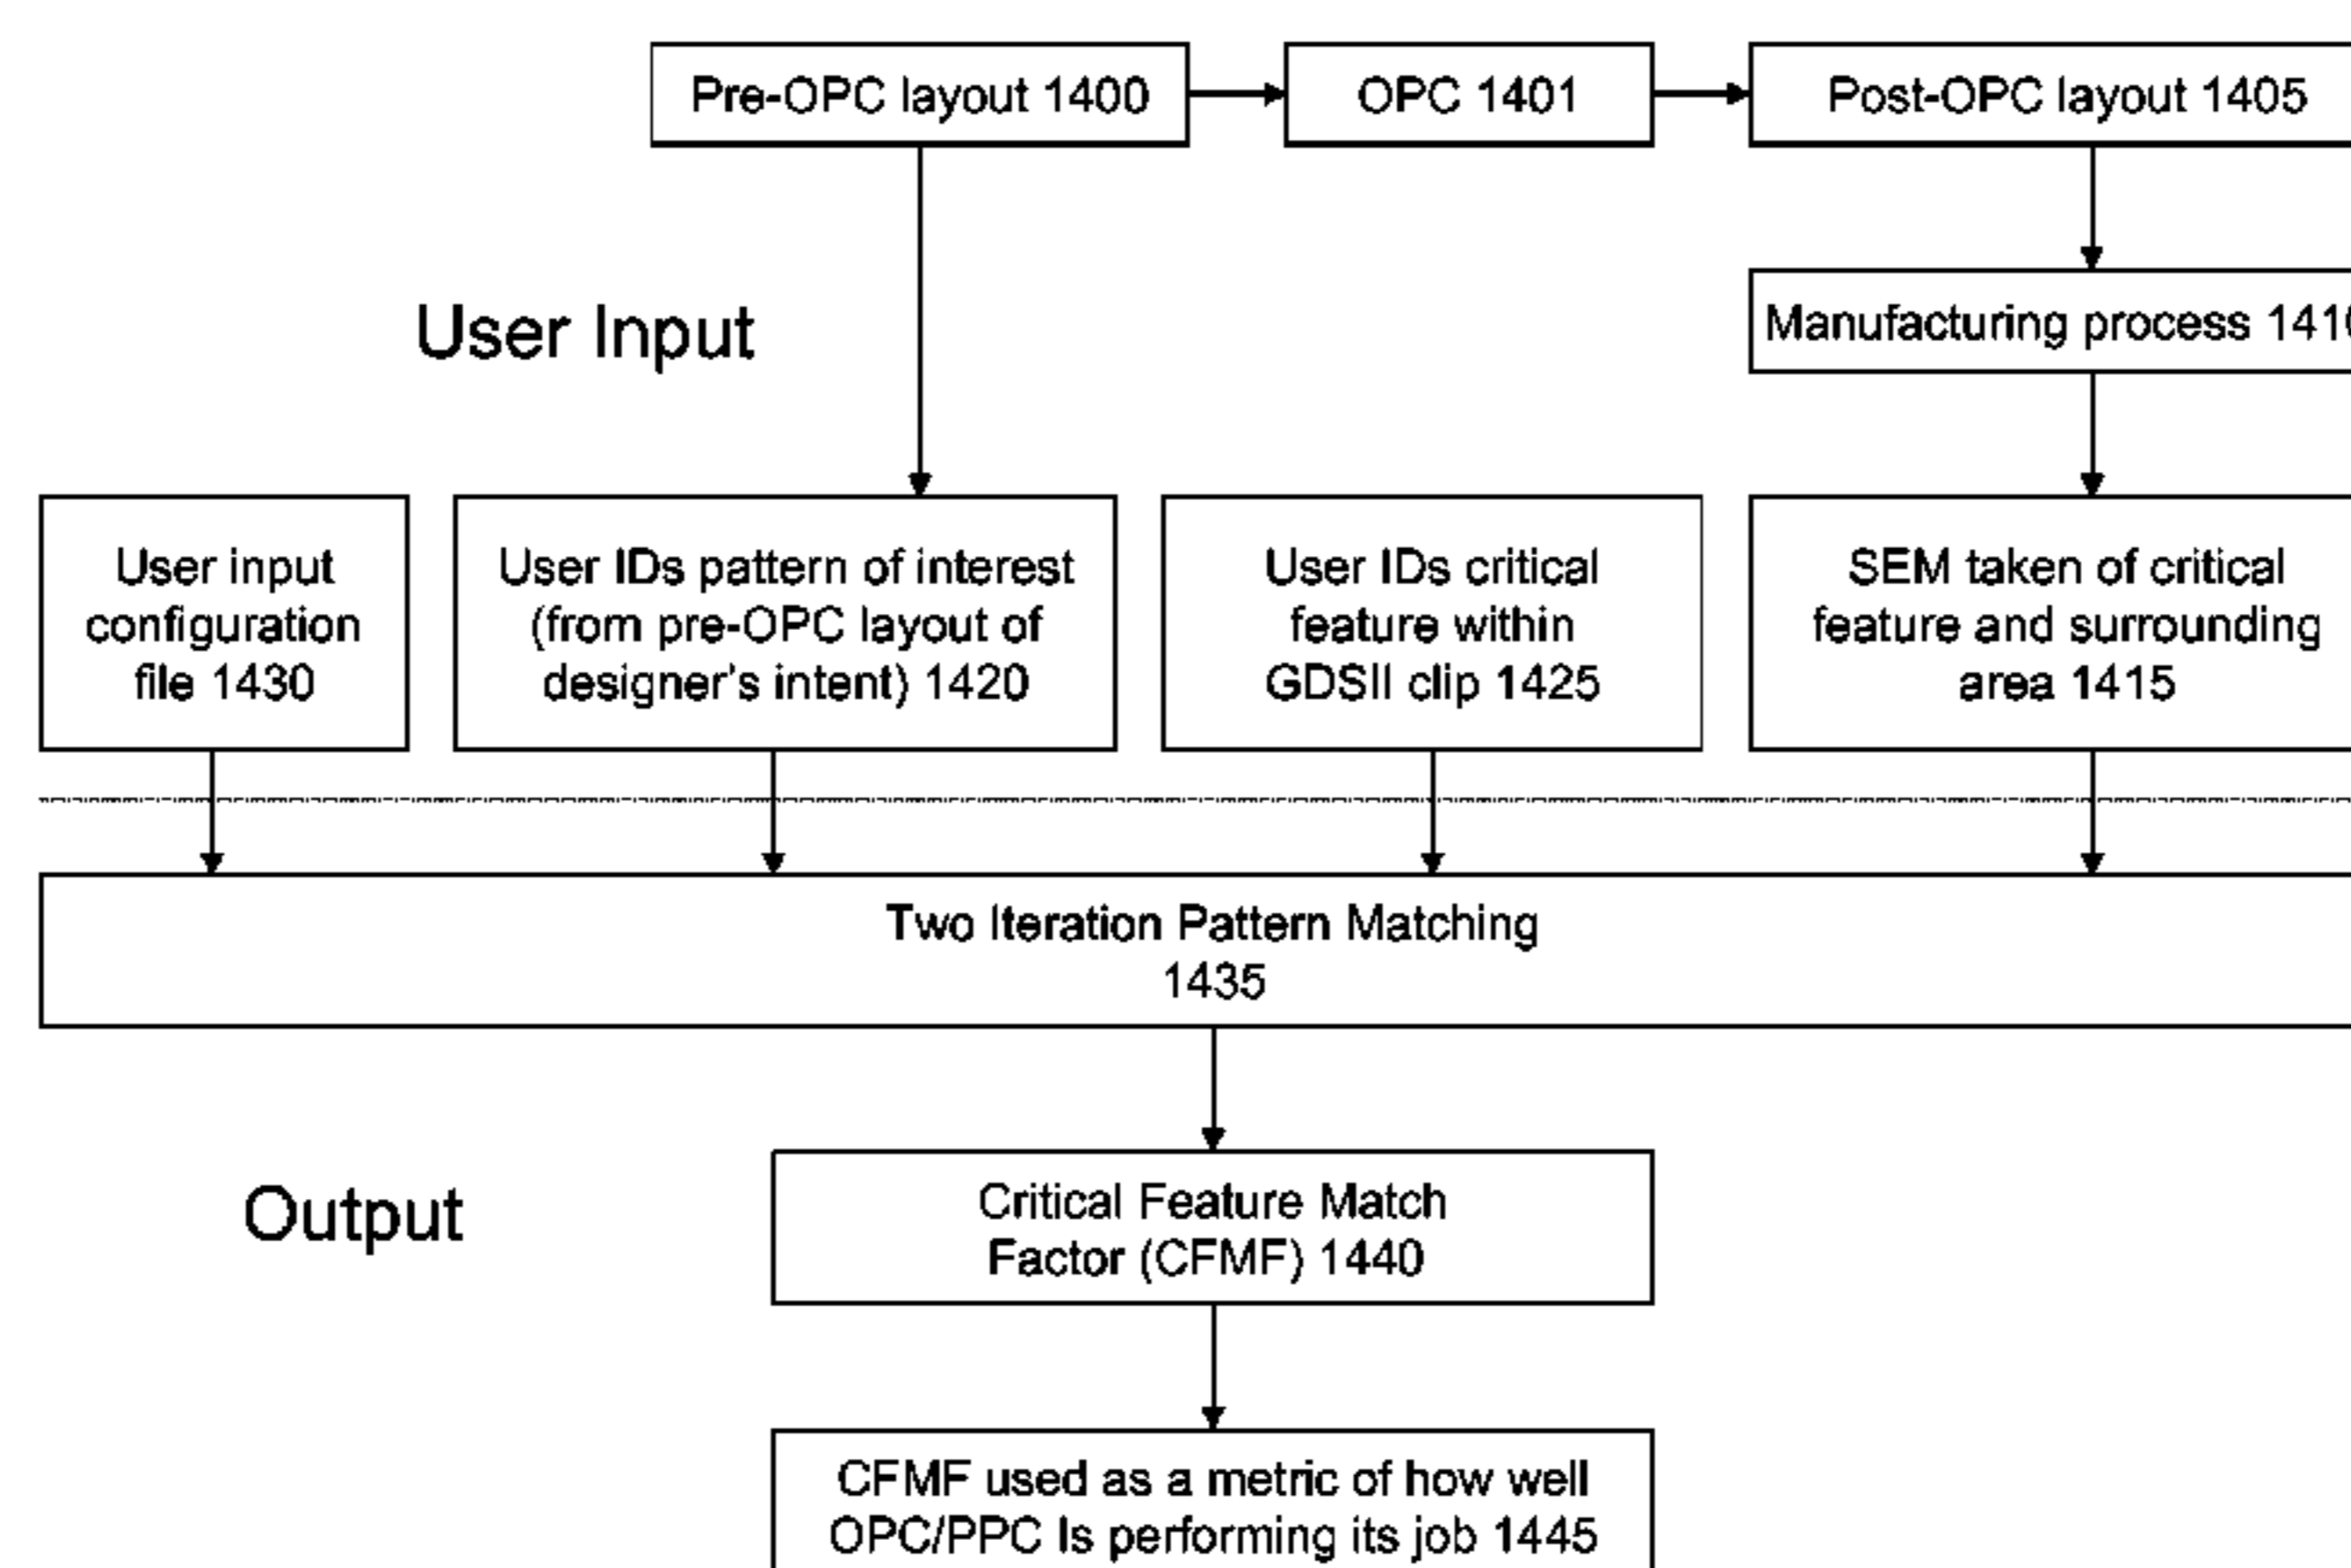 Pre-OPC layout 1400
OPC 1401
Post-OPC layout 1405
User Input
Manufacturing process
User input
configuration
file 1430
User IDs pattern of interest
(from pre-OPC layout of
designer's intent) 1420
User IDs critical
feature within
GDSII clip 1425
SEM taken of critical
feature and surrounding
area 1415
Two Iteration Pattern Matching
1435
Output
Critical Feature Match
Factor (CFMF) 1440
CFMF used as a metric of how well
OPC/PPC Is performing its job 1445